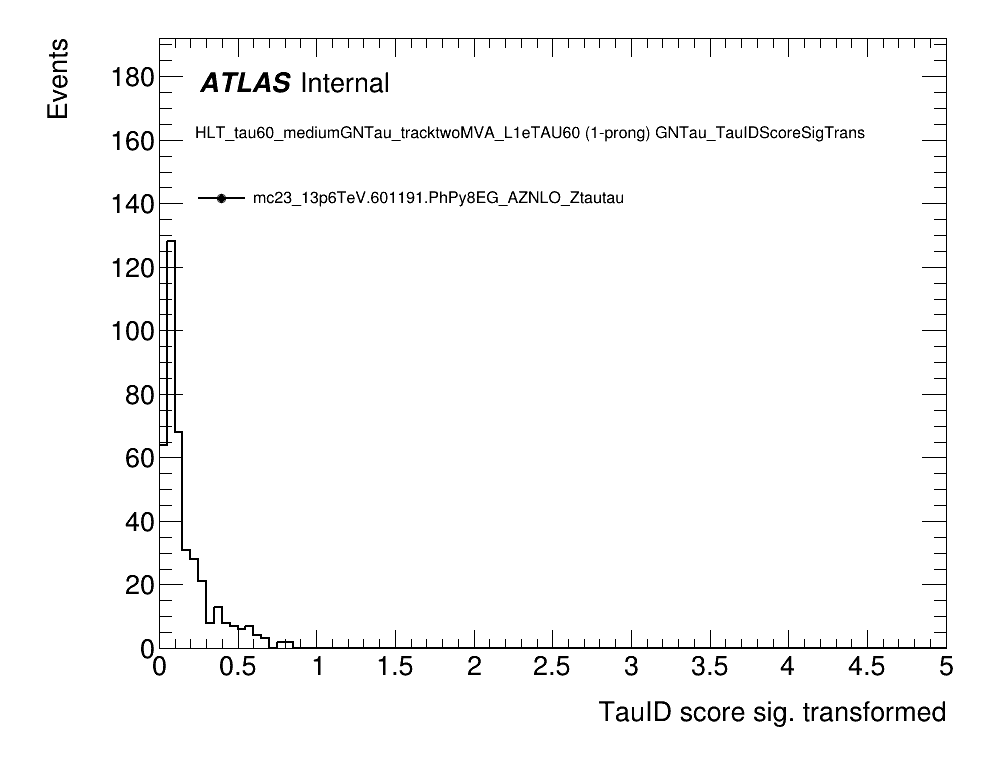 Events
180
160
140
120
100
80
60
40
20
0
ATLAS Internal
HLT_tau60_mediumGNTau_tracktwoMVA_L1eTAU60 (1-prong) GNTau_TauIDScoreSigTrans
mc23_13p6TeV.601191.PhPy8EG_AZNLO_Ztautau
0 0.5 1 1.5 2 2.5 3 3.5 4 4.5 5
TauID score sig. transformed